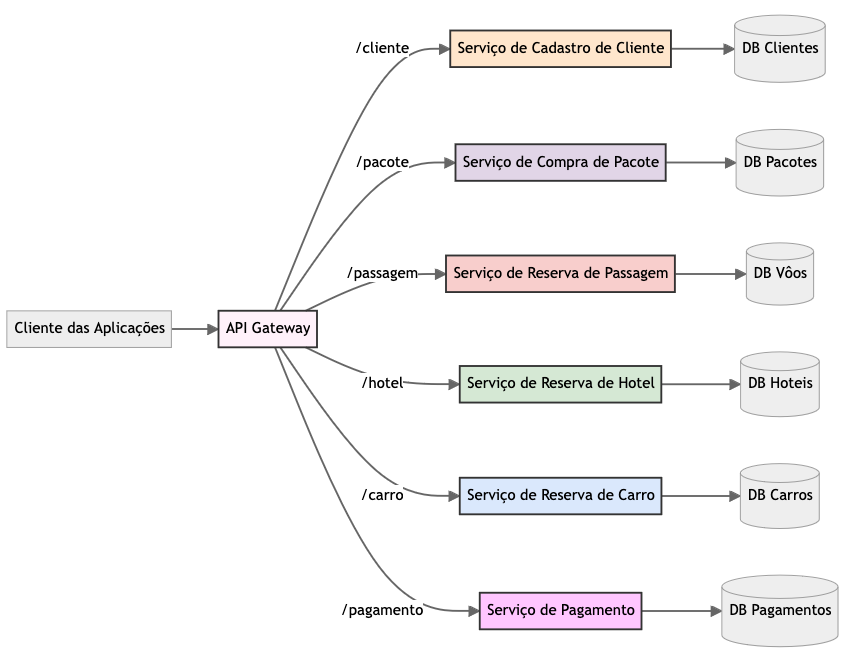 /cliente
Serviço de Cadastro de Cliente
DB Clientes
/pacote
Serviço de Compra de Pacote
DB Pacotes
/passagem
Serviço de Reserva de Passagem
DB Vôos
Cliente das Aplicações
API Gateway
/hotel
Serviço de Reserva de Hotel
DB Hoteis
/carro
Serviço de Reserva de Carro
DB Carros
/pagamento
Serviço de Pagamento
DB Pagamentos